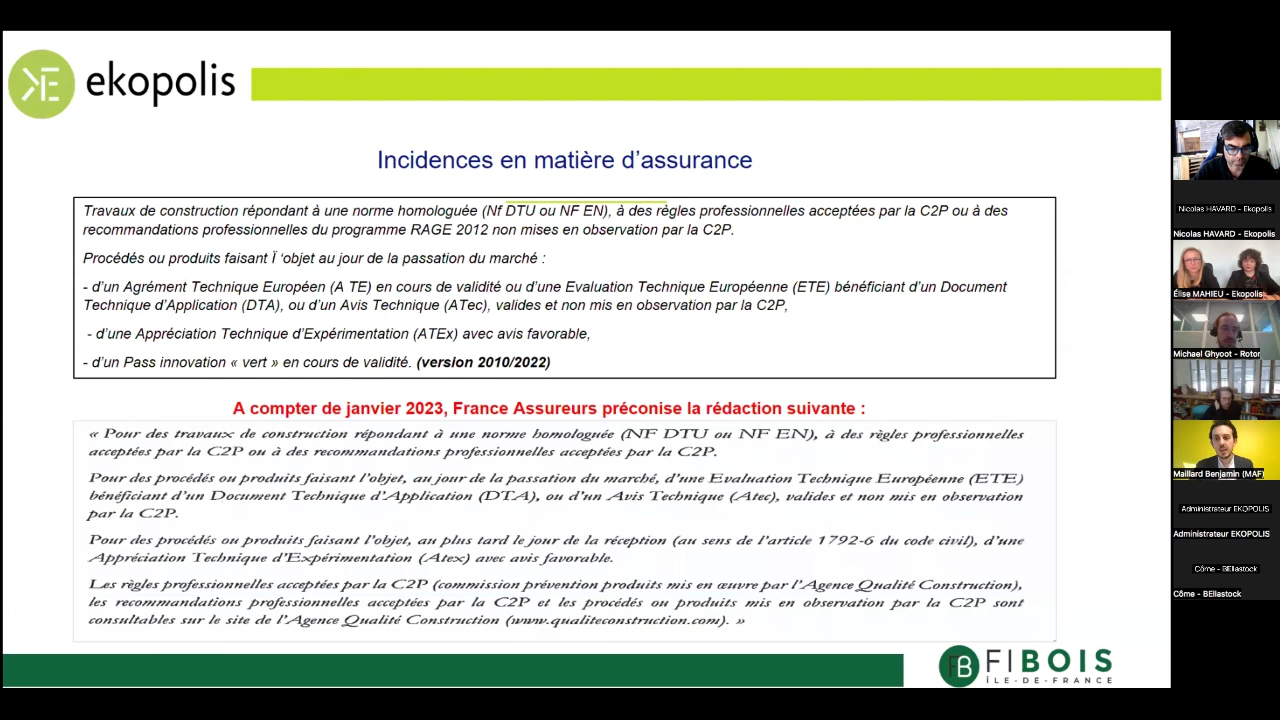 ekopolis
Incidences en matière d'assurance
Travaux de construction répondant à une norme homologuée (Nf DTU ou NF EN), à des règles professionnelles acceptées par la C2P ou à des
recommandations professionnelles du programme RAGE 2012 non mises en observation par la C2P.
Procédés ou produits faisant Ï 'objet au jour de la passation du marché :
- d'un Agrément Technique Européen (A TE) en cours de validité ou d'une Evaluation Technique Européenne (ETE) bénéficiant d'un Document
Technique d'Application (DTA), ou d'un Avis Technique (ATec), valides et non mis en observation par la C2P,
- d'une Appréciation Technique d'Expérimentation (ATEx) avec avis favorable,
- d'un Pass innovation « vert » en cours de validité. (version 2010/2022)
A compter de janvier 2023, France Assureurs préconise la rédaction suivante :
« Pour des travaux de construction répondant à une norme homologuée (NF DTU ou NF EN), à des règles professionnelles
acceptées par la C2P ou à des recommandations professionnelles acceptées par la C2P.
Pour des procédés ou produits faisant l'objet, au jour de la passation du marché, d'une Evaluation Technique Européenne (ETE)
bénéficiant d'un Document Technique d'Application (DTA), ou d'un Avis Technique (Atec), valides et non mis en observation
par la C2P.
Pour des procédés ou produits faisant l'objet, au plus tard le jour de la réception (au sens de l'article 1792-6 du code civil), d'une
Appréciation Technique d'Expérimentation (Atex) avec avis favorable.
Les règles professionnelles acceptées par la C2P (commission prévention produits mis en œuvre par l'Agence Qualité Construction),
les recommandations professionnelles acceptées par la C2P et les procédés ou produits mis en observation par la C2P sont
consultables sur le site de l'Agence Qualité Construction (www.qualiteconstruction.com). »
FIBOIS
ÎLE-DE-FRANCE
Nicolas HAVARD - Ekopolis
Nicolas HAVARD - Ekopolis
Élise MAHIEU - Ekopolis
Michael Ghyoot - Rotor
Maillard Benjamin (MAF)
Administrateur EKOPOLIS
Administrateur EKOPOLIS
Côme - BEllastock
Côme - BEllastock